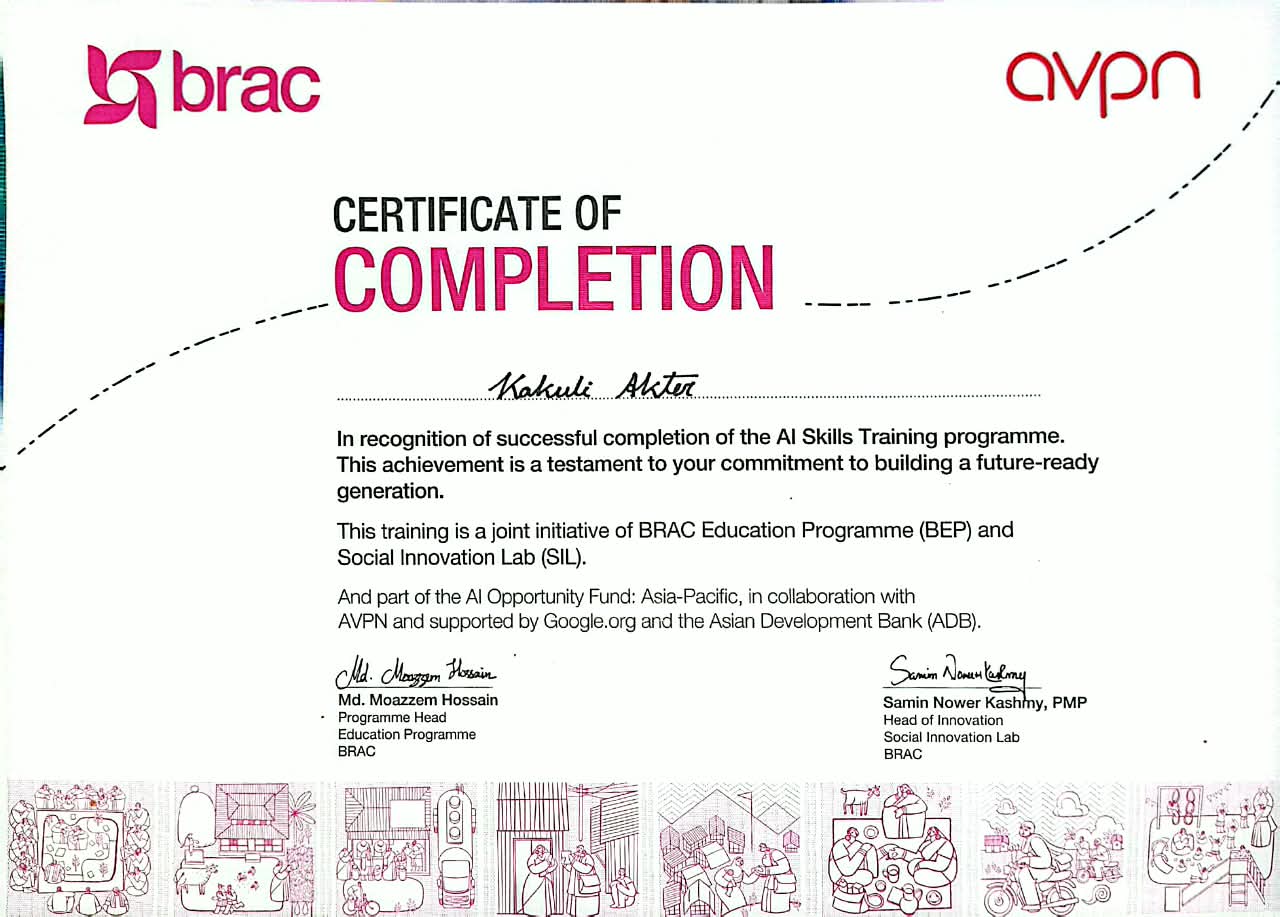 brac
avpn
CERTIFICATE OF
COMPLETION
Kakuli Akter
In recognition of successful completion of the AI Skills Training programme.
This achievement is a testament to your commitment to building a future-ready
generation.
This training is a joint initiative of BRAC Education Programme (BEP) and
Social Innovation Lab (SIL).
And part of the AI Opportunity Fund: Asia-Pacific, in collaboration with
AVPN and supported by Google.org and the Asian Development Bank (ADB).
Md. Moazzem Hossain
Md. Moazzem Hossain
Programme Head
Education Programme
BRAC
Samin Nower Kashmy
Samin Nower Kashmy, PMP
Head of Innovation
Social Innovation Lab
BRAC